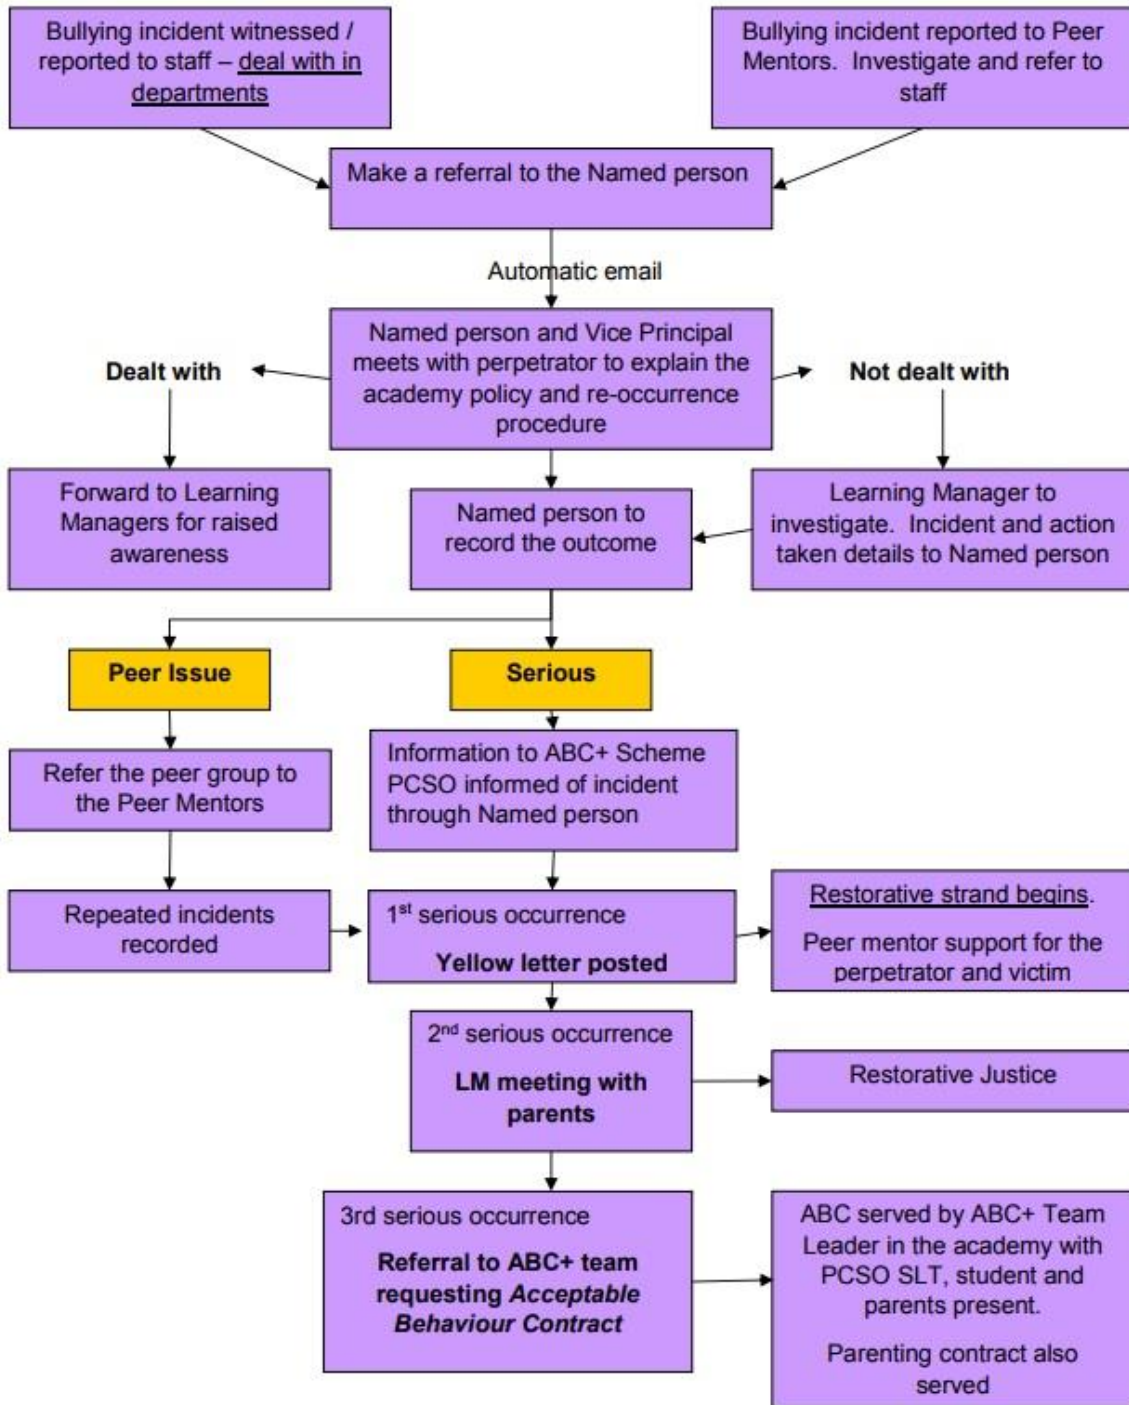 Bullying incident witnessed /
reported to staff – deal with in
departments
Bullying incident reported to Peer
Mentors. Investigate and refer to
staff
Make a referral to the Named person
Automatic email
Named person and Vice Principal
meets with perpetrator to explain the
academy policy and re-occurrence
procedure
Dealt with
Not dealt with
Forward to Learning
Managers for raised
awareness
Named person to
record the outcome
Learning Manager to
investigate. Incident and action
taken details to Named person
Peer Issue
Serious
Refer the peer group to
the Peer Mentors
Information to ABC+ Scheme
PCSO informed of incident
through Named person
Repeated incidents
recorded
1st serious occurrence
Yellow letter posted
Restorative strand begins.
Peer mentor support for the
perpetrator and victim
2nd serious occurrence
LM meeting with
parents
Restorative Justice
3rd serious occurrence
Referral to ABC+ team
requesting Acceptable
Behaviour Contract
ABC served by ABC+ Team
Leader in the academy with
PCSO SLT, student and
parents present.
Parenting contract also
served